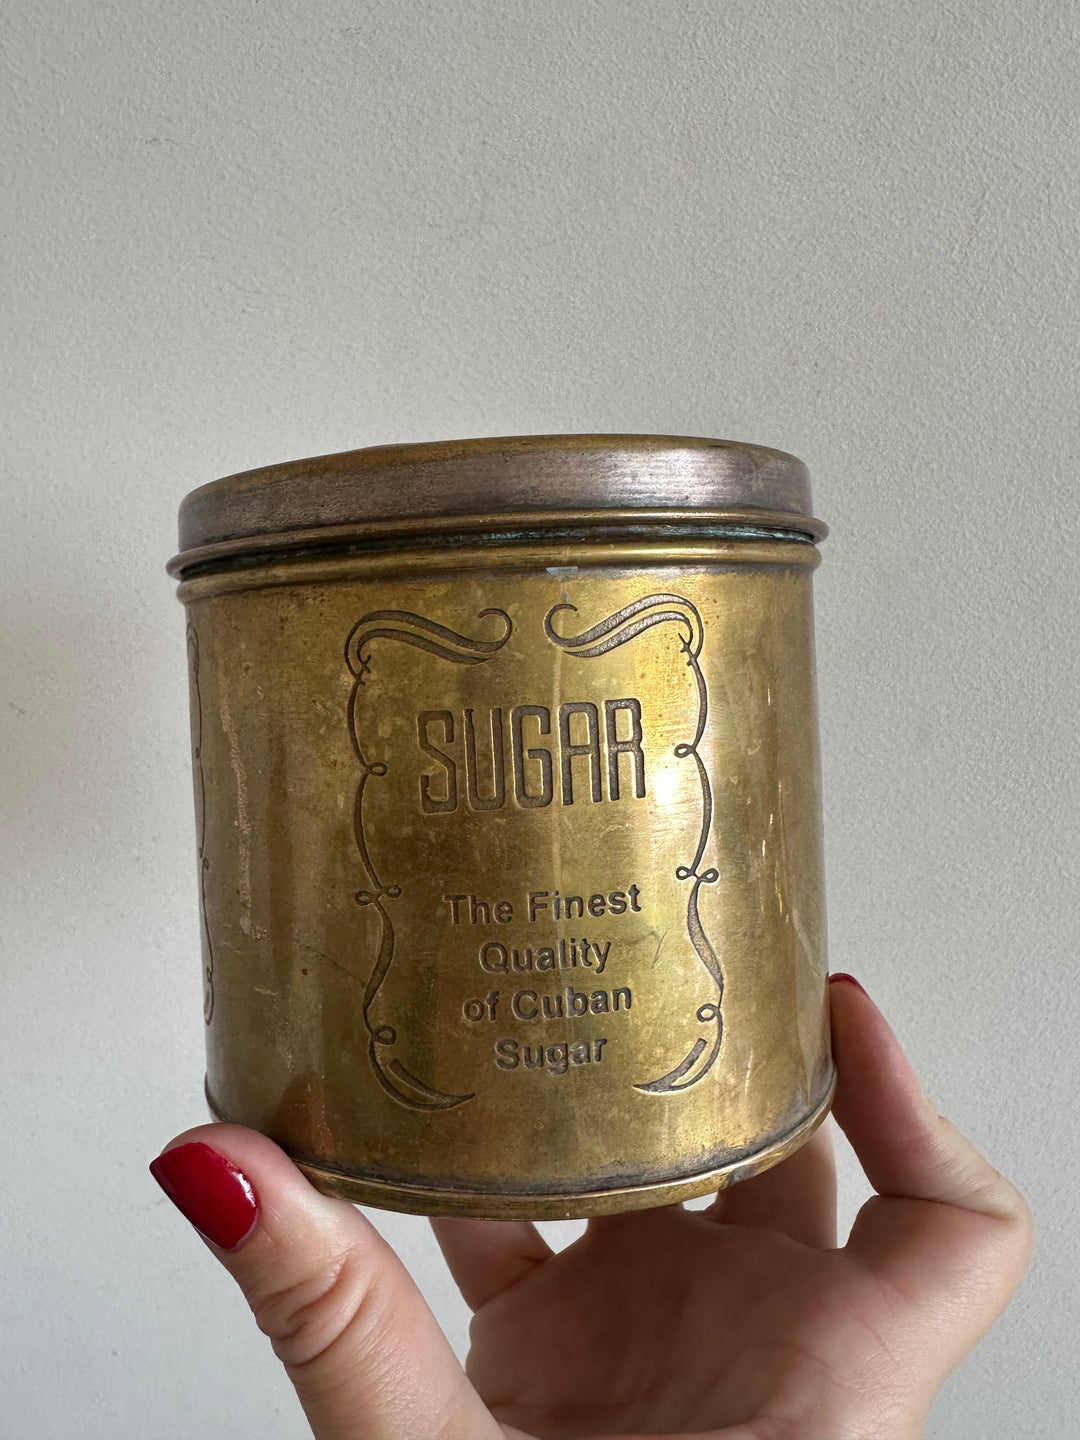 SUGAR
The Finest
Quality
of Cuban
Sugar